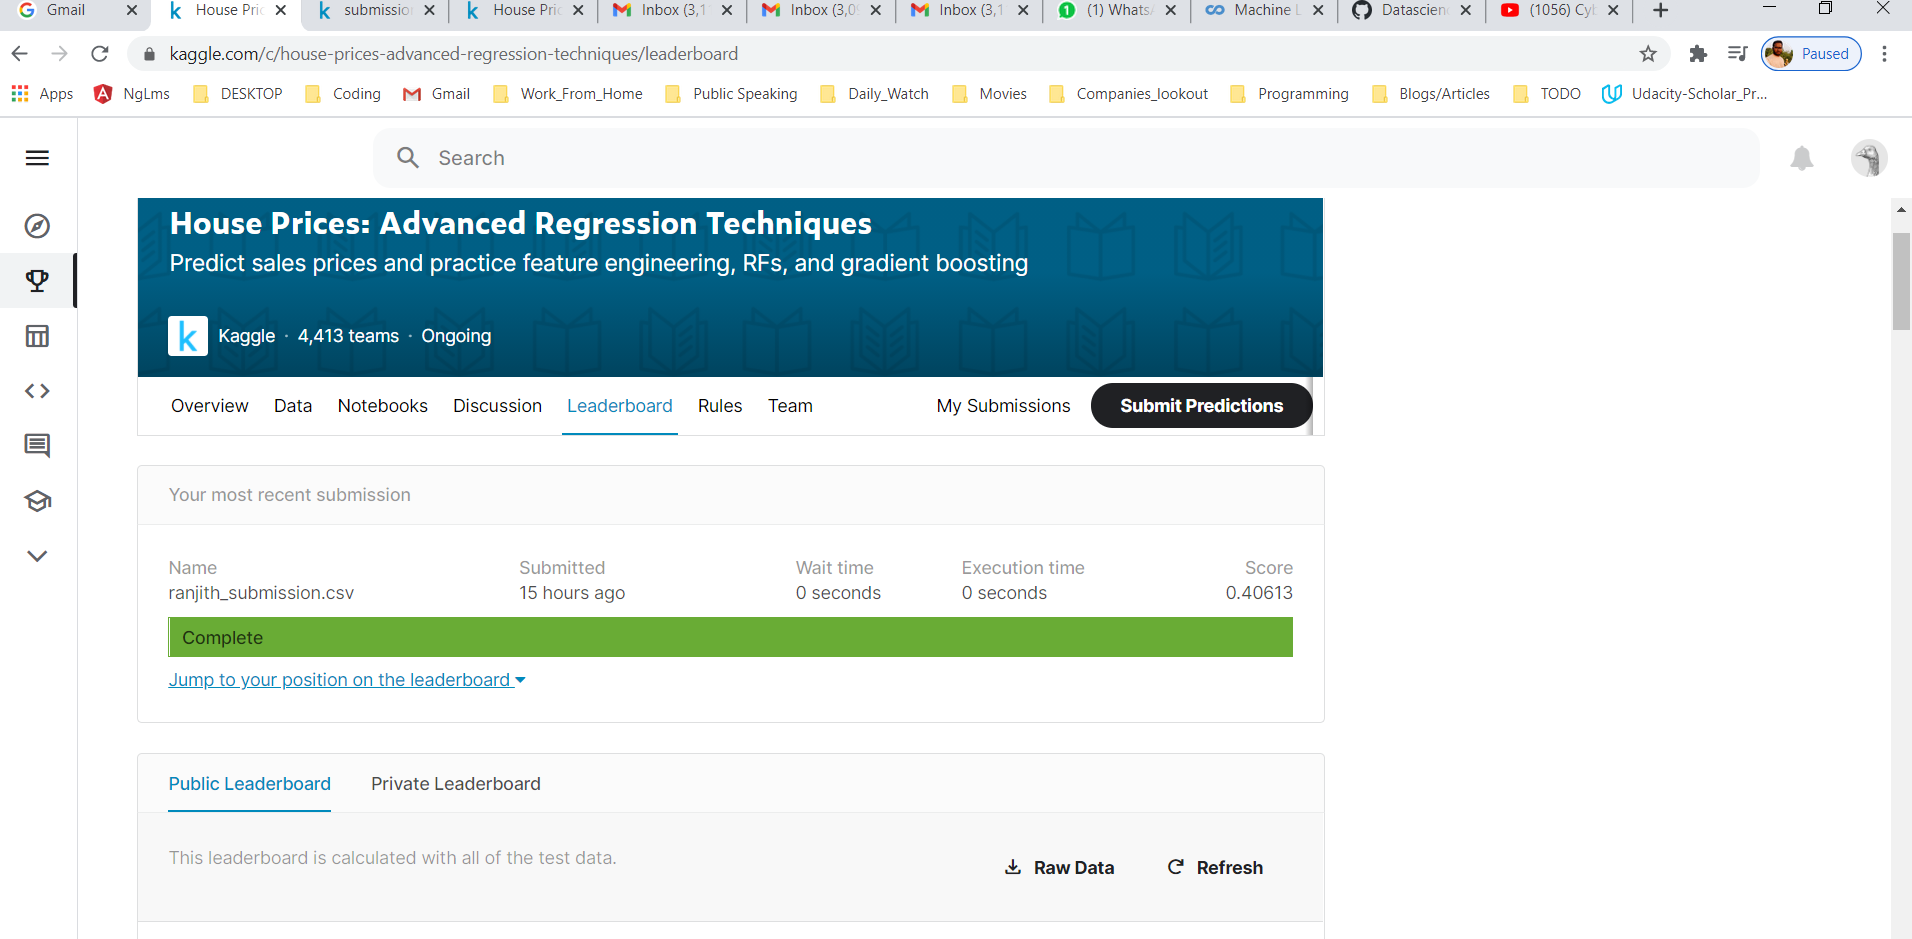 Gmail House Pri submission House Pri Inbox (3,1 Inbox (3,0 Inbox (3,1 (1) Whats Machine L Datascien (1056) Cyb
kaggle.com/c/house-prices-advanced-regression-techniques/leaderboard Paused
Apps NgLms DESKTOP Coding Gmail Work_From_Home Public Speaking Daily_Watch Movies Companies_lookout Programming Blogs/Articles TODO Udacity-Scholar_Pr...
Search
House Prices: Advanced Regression Techniques
Predict sales prices and practice feature engineering, RFs, and gradient boosting
k Kaggle · 4,413 teams · Ongoing
Overview Data Notebooks Discussion Leaderboard Rules Team My Submissions Submit Predictions
Your most recent submission
Name Submitted Wait time Execution time Score
ranjith_submission.csv 15 hours ago 0 seconds 0 seconds 0.40613
Complete
Jump to your position on the leaderboard
Public Leaderboard Private Leaderboard
This leaderboard is calculated with all of the test data.
Raw Data Refresh